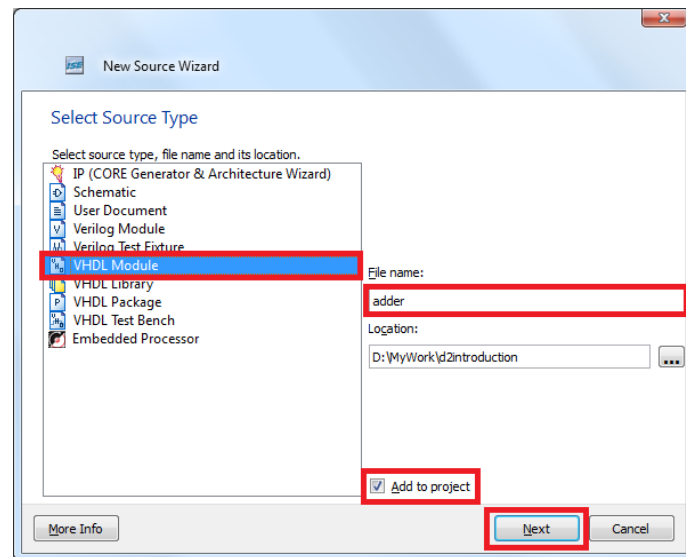 ISE New Source Wizard
Select Source Type
Select source type, file name and its location.
IP (CORE Generator & Architecture Wizard)
Schematic
User Document
Verilog Module
Verilog Test Fixture
VHDL Module
VHDL Library
VHDL Package
VHDL Test Bench
Embedded Processor
File name:
adder
Location:
D:\MyWork\d2introduction
...
Add to project
More Info
Next
Cancel